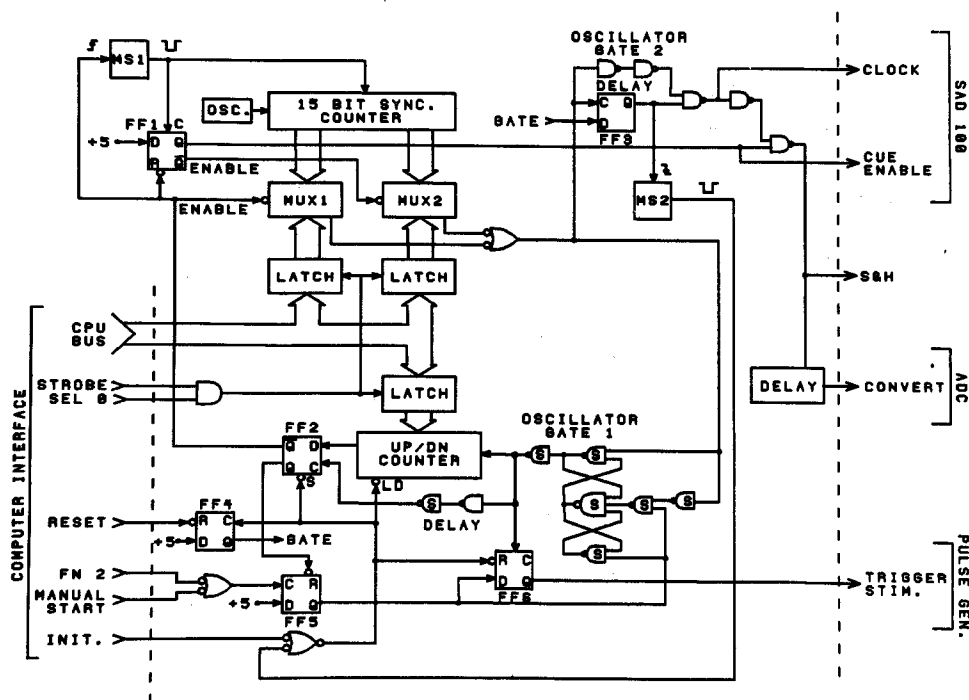 OSCILLATOR
GATE 2
MS1
CLOCK
DELAY
OSC.
15 BIT SYNC.
COUNTER
C Q
D
GATE
FF3
FF1 C
+5
D Q
R Q
ENABLE
CUE
ENABLE
SAD 100
ENABLE
MUX1
MUX2
MS2
LATCH
LATCH
S&H
CPU
BUS
STROBE
SEL 0
LATCH
DELAY
CONVERT
ADC
OSCILLATOR
GATE 1
FF2
Q D
Q C
S
UP/DN
COUNTER
LD
S
S
S
S
S
S
S
DELAY
COMPUTER INTERFACE
RESET
FF4
R C
+5
D Q
GATE
R C
D Q
FF6
FN 2
MANUAL
START
C R
+5
D Q
FF5
TRIGGER
STIM.
PULSE GEN.
INIT.